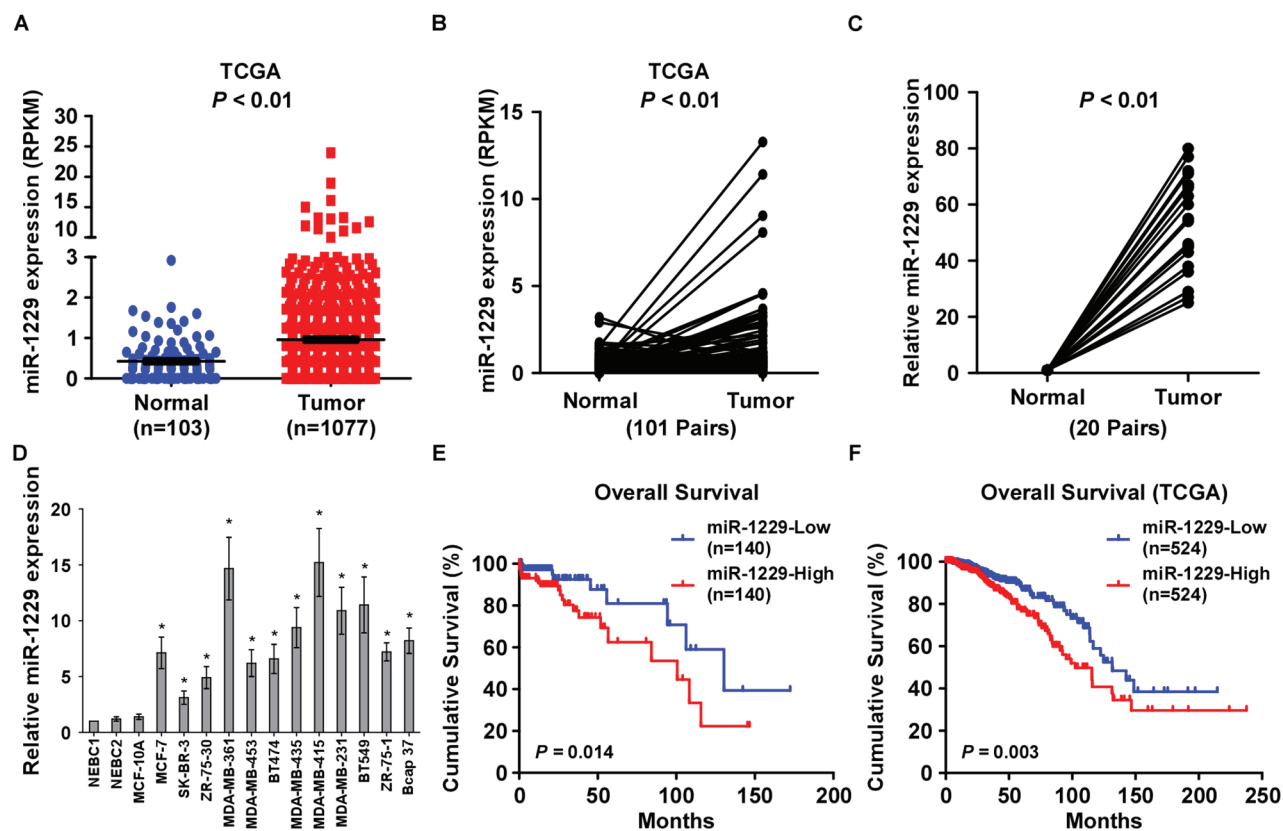 A
TCGA
P < 0.01
miR-1229 expression (RPKM)
30
25
20
15
10
3
2
1
0
Normal
(n=103)
Tumor
(n=1077)
B
TCGA
P < 0.01
miR-1229 expression (RPKM)
15
10
5
0
Normal
Tumor
(101 Pairs)
C
P < 0.01
Relative miR-1229 expression
100
80
60
40
20
0
Normal
Tumor
(20 Pairs)
D
Relative miR-1229 expression
20
15
10
5
0
* * * * * * * * * * * *
NEBC1
NEBC2
MCF-10A
MCF-7
SK-BR-3
ZR-75-30
MDA-MB-361
MDA-MB-453
BT474
MDA-MB-435
MDA-MB-415
MDA-MB-231
BT549
ZR-75-1
Bcap 37
E
Overall Survival
miR-1229-Low
(n=140)
miR-1229-High
(n=140)
Cumulative Survival (%)
100
80
60
40
20
0
P = 0.014
0 50 100 150 200
Months
F
Overall Survival (TCGA)
miR-1229-Low
(n=524)
miR-1229-High
(n=524)
Cumulative Survival (%)
100
80
60
40
20
0
P = 0.003
0 50 100 150 200 250
Months